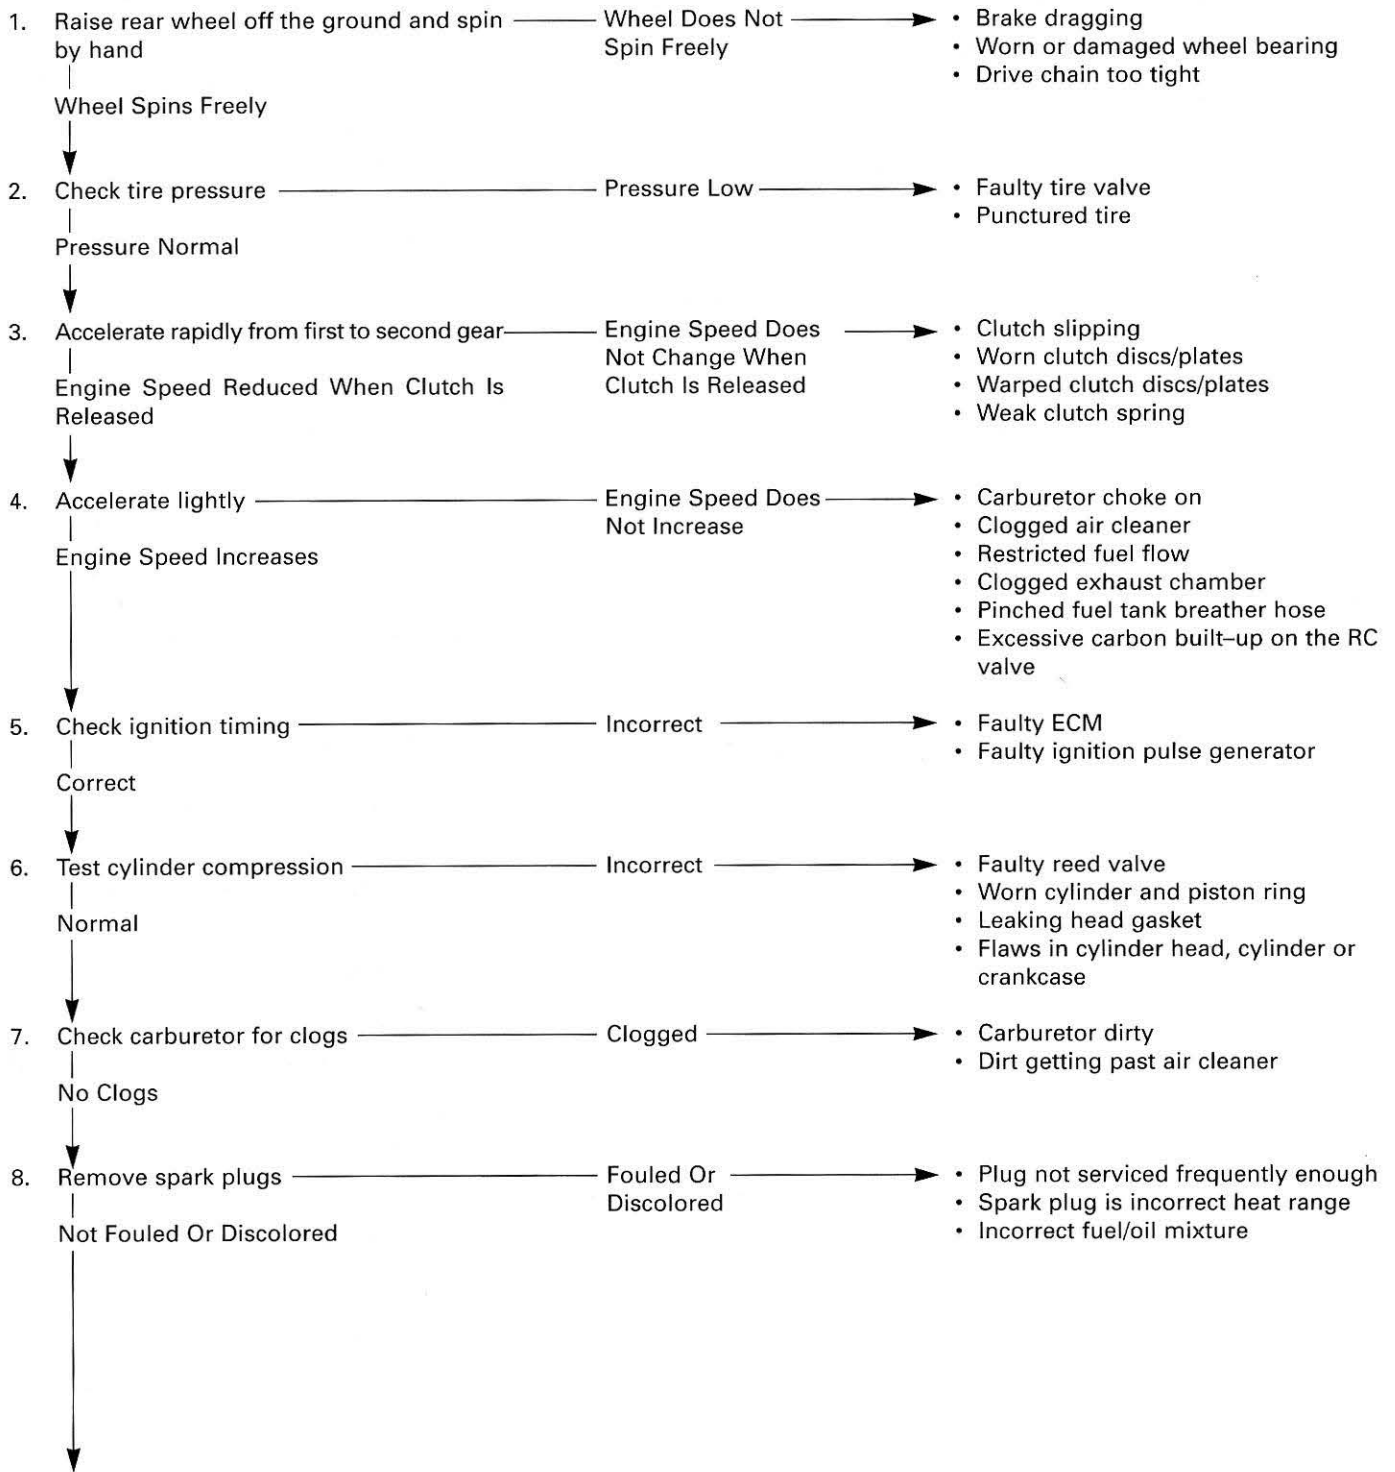 1. Raise rear wheel off the ground and spin by hand
Wheel Does Not Spin Freely
• Brake dragging
• Worn or damaged wheel bearing
• Drive chain too tight
Wheel Spins Freely
2. Check tire pressure
Pressure Low
• Faulty tire valve
• Punctured tire
Pressure Normal
3. Accelerate rapidly from first to second gear
Engine Speed Does
Not Change When
Clutch Is Released
• Clutch slipping
• Worn clutch discs/plates
• Warped clutch discs/plates
• Weak clutch spring
Engine Speed Reduced When Clutch Is
Released
4. Accelerate lightly
Engine Speed Does
Not Increase
• Carburetor choke on
• Clogged air cleaner
• Restricted fuel flow
• Clogged exhaust chamber
• Pinched fuel tank breather hose
• Excessive carbon built–up on the RC
valve
Engine Speed Increases
5. Check ignition timing
Incorrect
• Faulty ECM
• Faulty ignition pulse generator
Correct
6. Test cylinder compression
Incorrect
• Faulty reed valve
• Worn cylinder and piston ring
• Leaking head gasket
• Flaws in cylinder head, cylinder or
crankcase
Normal
7. Check carburetor for clogs
Clogged
• Carburetor dirty
• Dirt getting past air cleaner
No Clogs
8. Remove spark plugs
Fouled Or
Discolored
• Plug not serviced frequently enough
• Spark plug is incorrect heat range
• Incorrect fuel/oil mixture
Not Fouled Or Discolored